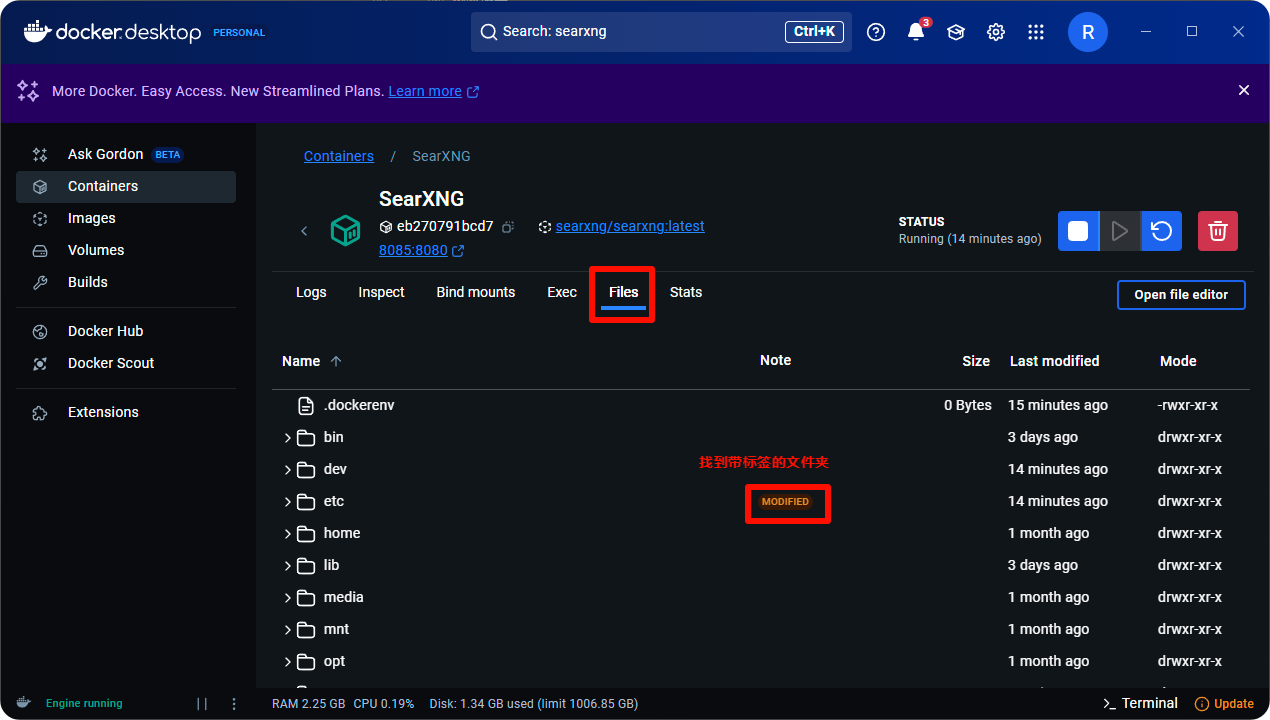 docker.desktop PERSONAL Search: searxng Ctrl+K 3 R
More Docker. Easy Access. New Streamlined Plans. Learn more
Ask Gordon BETA
Containers
Images
Volumes
Builds
Docker Hub
Docker Scout
Extensions
Containers / SearXNG
SearXNG
eb270791bcd7 searxng/searxng:latest
8085:8080
STATUS
Running (14 minutes ago)
Logs Inspect Bind mounts Exec Files Stats
Open file editor
Name Note Size Last modified Mode
.dockerenv 0 Bytes 15 minutes ago -rwxr-xr-x
bin 3 days ago drwxr-xr-x
dev 14 minutes ago drwxr-xr-x
找到带标签的文件夹
etc MODIFIED 14 minutes ago drwxr-xr-x
home 1 month ago drwxr-xr-x
lib 3 days ago drwxr-xr-x
media 1 month ago drwxr-xr-x
mnt 1 month ago drwxr-xr-x
opt 1 month ago drwxr-xr-x
Engine running RAM 2.25 GB CPU 0.19% Disk: 1.34 GB used (limit 1006.85 GB) Terminal Update